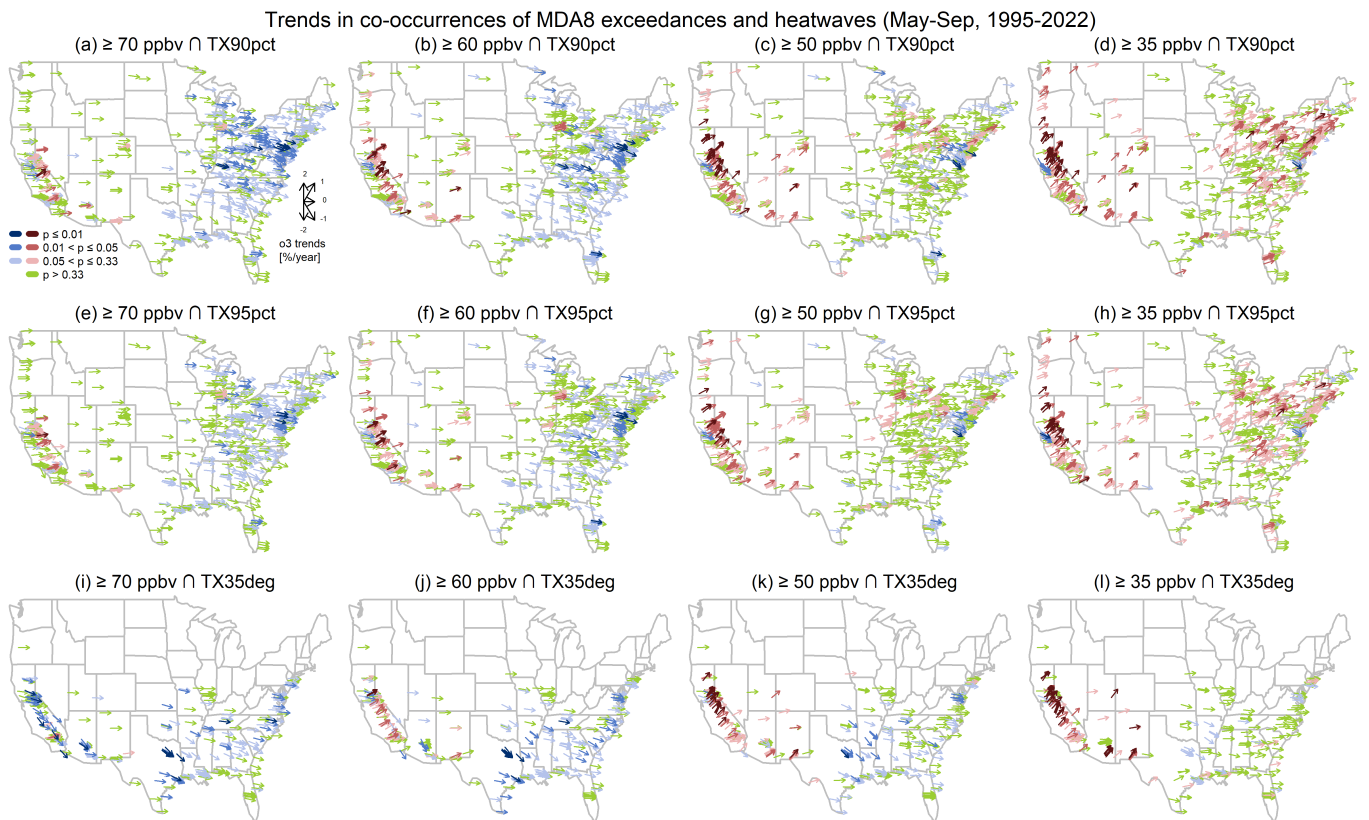 Trends in co-occurrences of MDA8 exceedances and heatwaves (May-Sep, 1995-2022)
(a) ≥ 70 ppbv ∩ TX90pct
(b) ≥ 60 ppbv ∩ TX90pct
(c) ≥ 50 ppbv ∩ TX90pct
(d) ≥ 35 ppbv ∩ TX90pct
2
1
0
-1
-2
o3 trends
[%/year]
p ≤ 0.01
0.01 < p ≤ 0.05
0.05 < p ≤ 0.33
p > 0.33
(e) ≥ 70 ppbv ∩ TX95pct
(f) ≥ 60 ppbv ∩ TX95pct
(g) ≥ 50 ppbv ∩ TX95pct
(h) ≥ 35 ppbv ∩ TX95pct
(i) ≥ 70 ppbv ∩ TX35deg
(j) ≥ 60 ppbv ∩ TX35deg
(k) ≥ 50 ppbv ∩ TX35deg
(l) ≥ 35 ppbv ∩ TX35deg